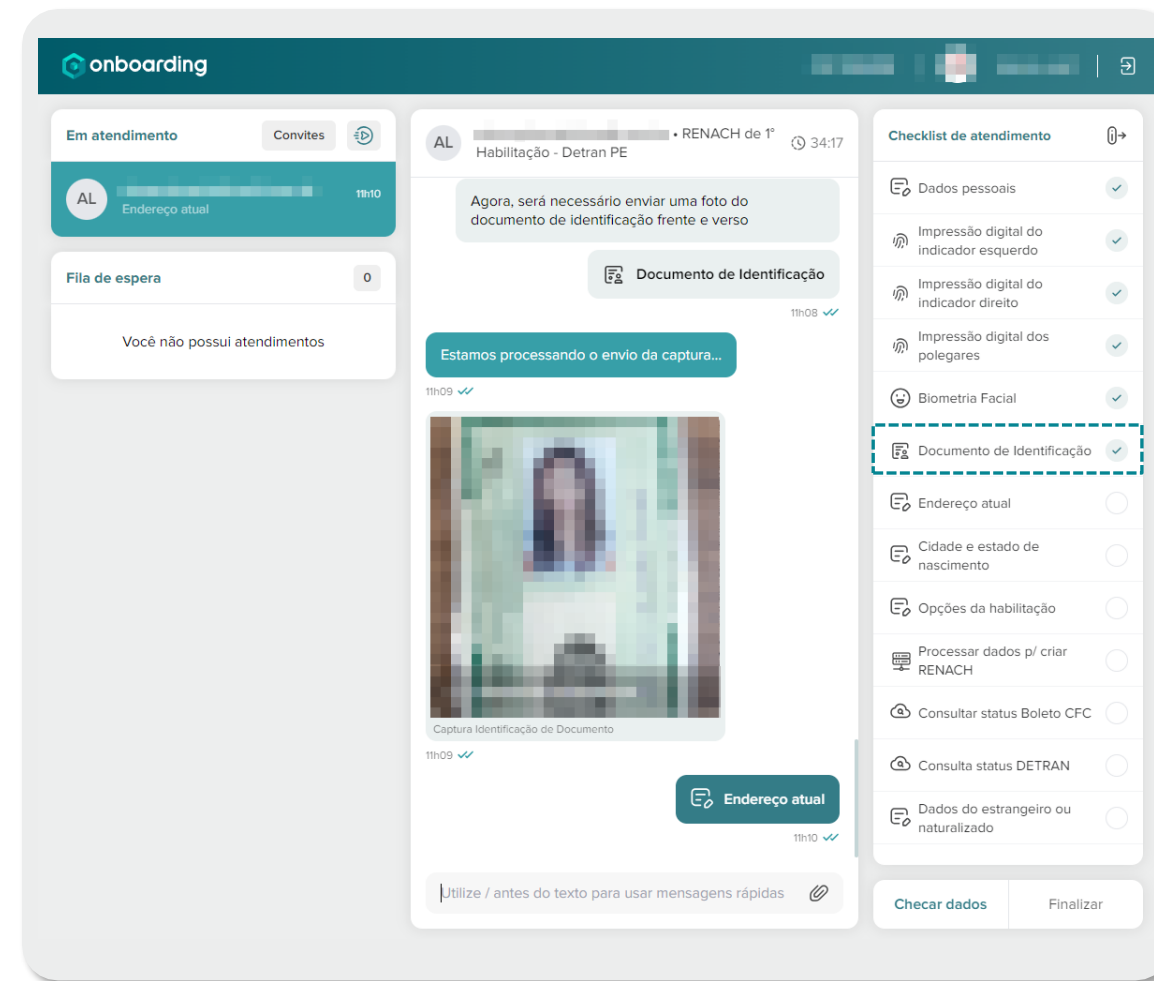 onboarding
Em atendimento
Convites
AL
11h10
Endereço atual
Fila de espera
0
Você não possui atendimentos
AL
• RENACH de 1°
Habilitação - Detran PE
34:17
Agora, será necessário enviar uma foto do
documento de identificação frente e verso
Documento de Identificação
11h08
Estamos processando o envio da captura...
11h09
Captura Identificação de Documento
11h09
Endereço atual
11h10
Utilize / antes do texto para usar mensagens rápidas
Checklist de atendimento
Dados pessoais
Impressão digital do
indicador esquerdo
Impressão digital do
indicador direito
Impressão digital dos
polegares
Biometria Facial
Documento de Identificação
Endereço atual
Cidade e estado de
nascimento
Opções da habilitação
Processar dados p/ criar
RENACH
Consultar status Boleto CFC
Consulta status DETRAN
Dados do estrangeiro ou
naturalizado
Checar dados
Finalizar